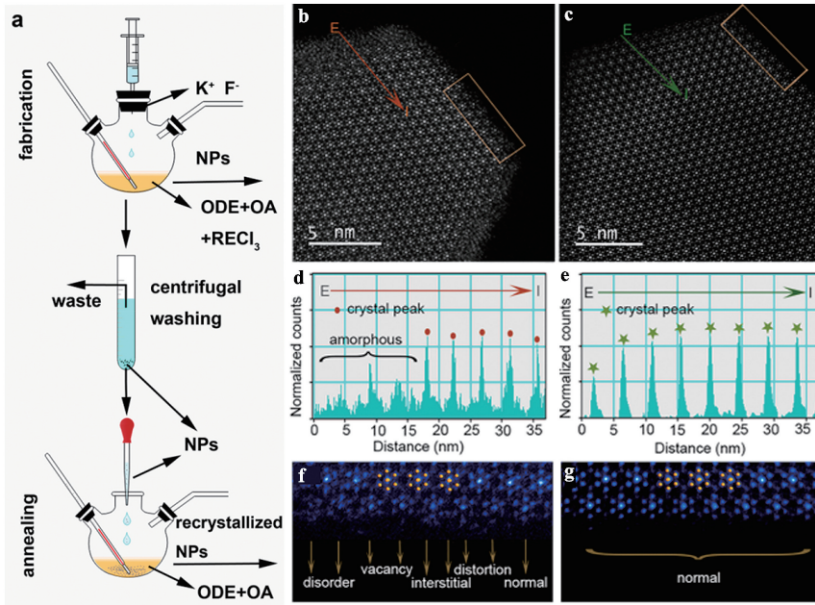 a
fabrication
K⁺ F⁻
NPs
ODE+OA
+RECl₃
waste
centrifugal
washing
NPs
annealing
recrystallized
NPs
ODE+OA
b
E
I
5 nm
c
E
I
5 nm
d
E
I
crystal peak
amorphous
Normalized counts
0 5 10 15 20 25 30 35
Distance (nm)
e
E
I
crystal peak
Normalized counts
0 5 10 15 20 25 30 35
Distance (nm)
f
disorder
vacancy
interstitial
distortion
normal
g
normal